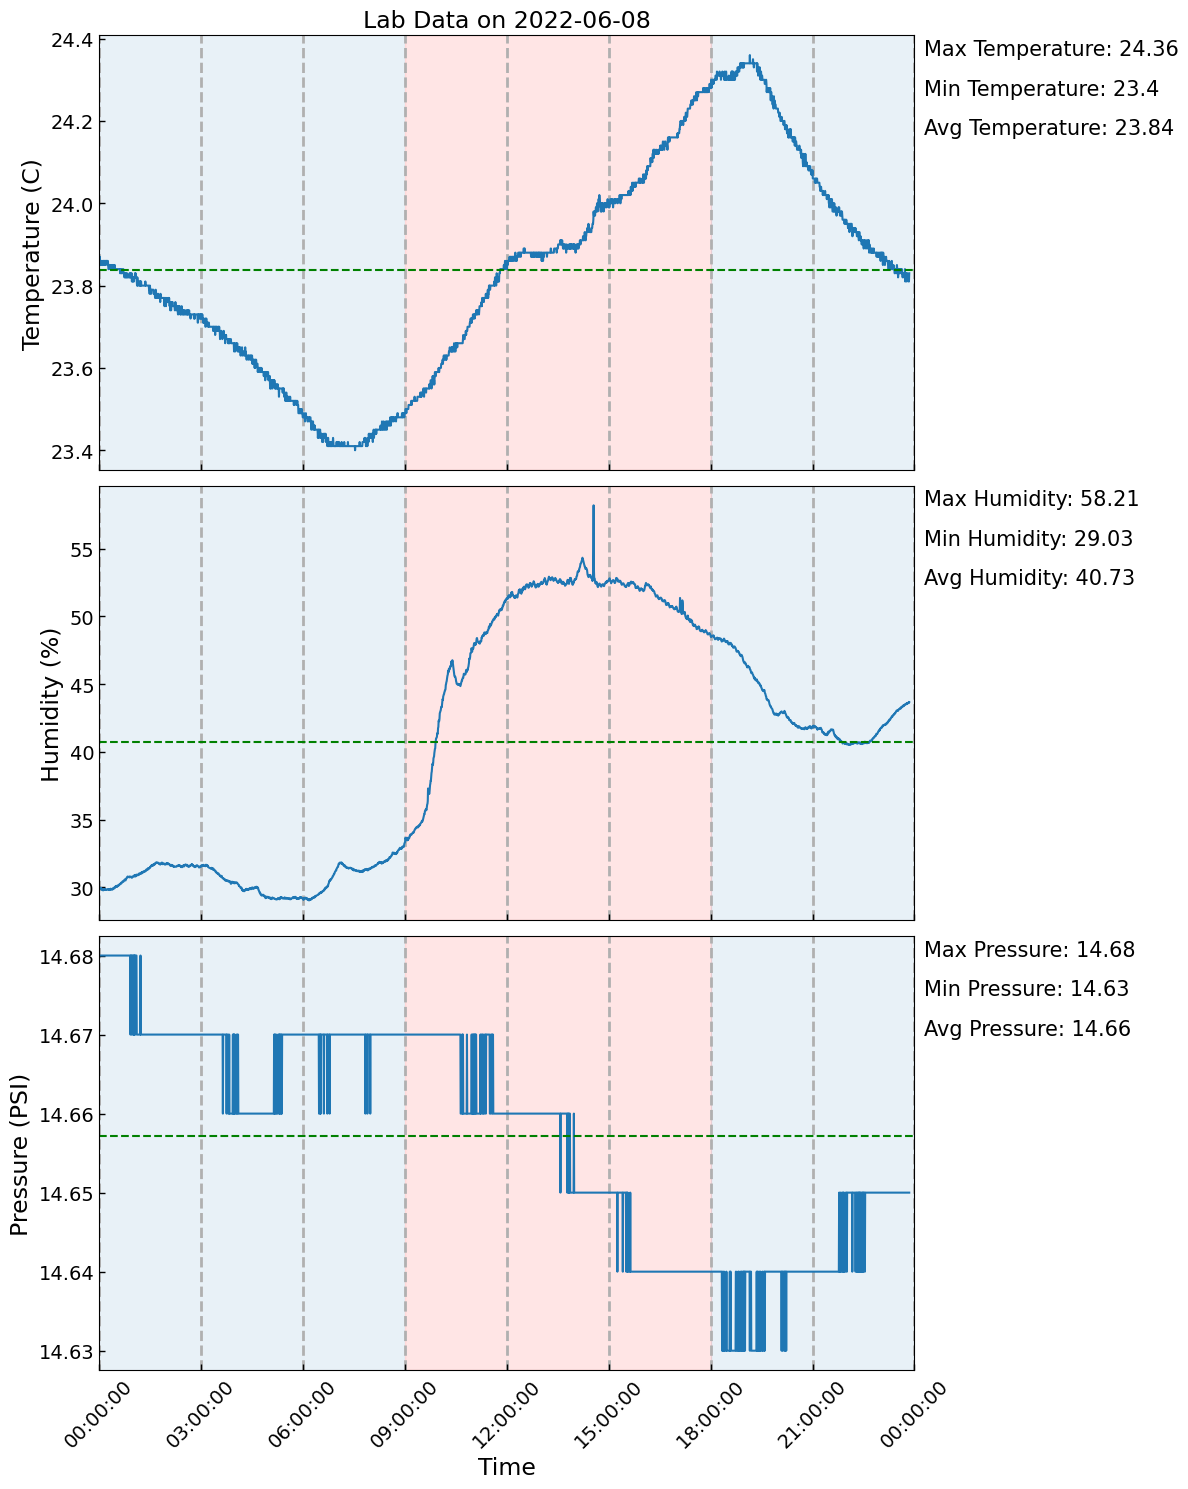 Lab Data on 2022-06-08
24.4
24.2
24.0
23.8
23.6
23.4
Temperature (C)
Max Temperature: 24.36
Min Temperature: 23.4
Avg Temperature: 23.84
55
50
45
40
35
30
Humidity (%)
Max Humidity: 58.21
Min Humidity: 29.03
Avg Humidity: 40.73
14.68
14.67
14.66
14.65
14.64
14.63
Pressure (PSI)
Max Pressure: 14.68
Min Pressure: 14.63
Avg Pressure: 14.66
00:00:00
03:00:00
06:00:00
09:00:00
12:00:00
15:00:00
18:00:00
21:00:00
00:00:00
Time